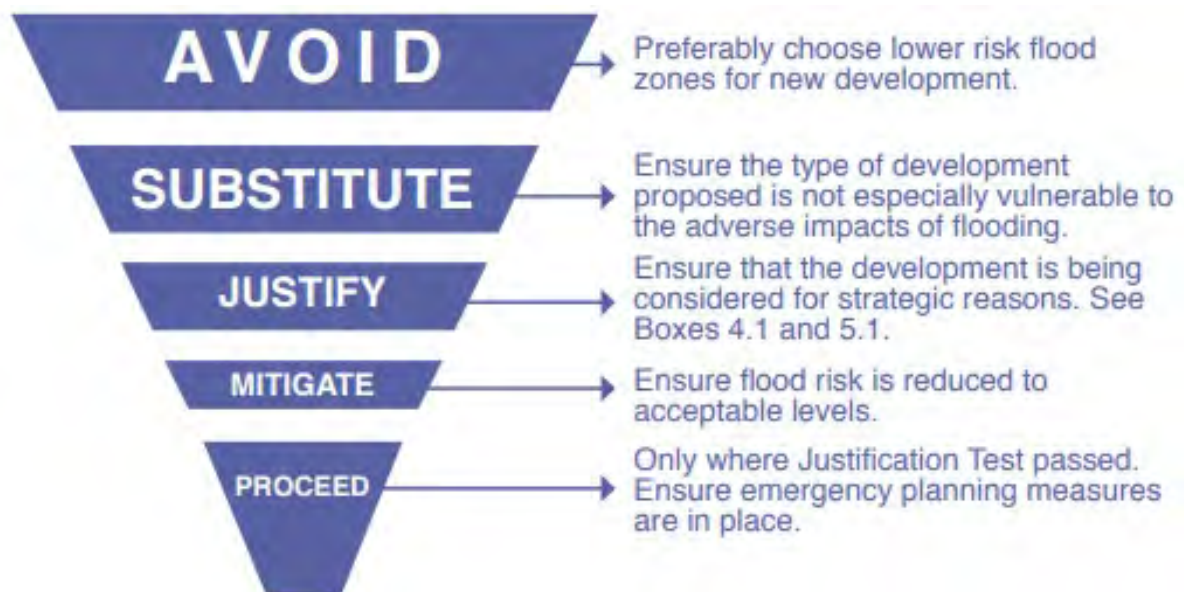 AVOID
Preferably choose lower risk flood
zones for new development.
SUBSTITUTE
Ensure the type of development
proposed is not especially vulnerable to
the adverse impacts of flooding.
JUSTIFY
Ensure that the development is being
considered for strategic reasons. See
Boxes 4.1 and 5.1.
MITIGATE
Ensure flood risk is reduced to
acceptable levels.
PROCEED
Only where Justification Test passed.
Ensure emergency planning measures
are in place.